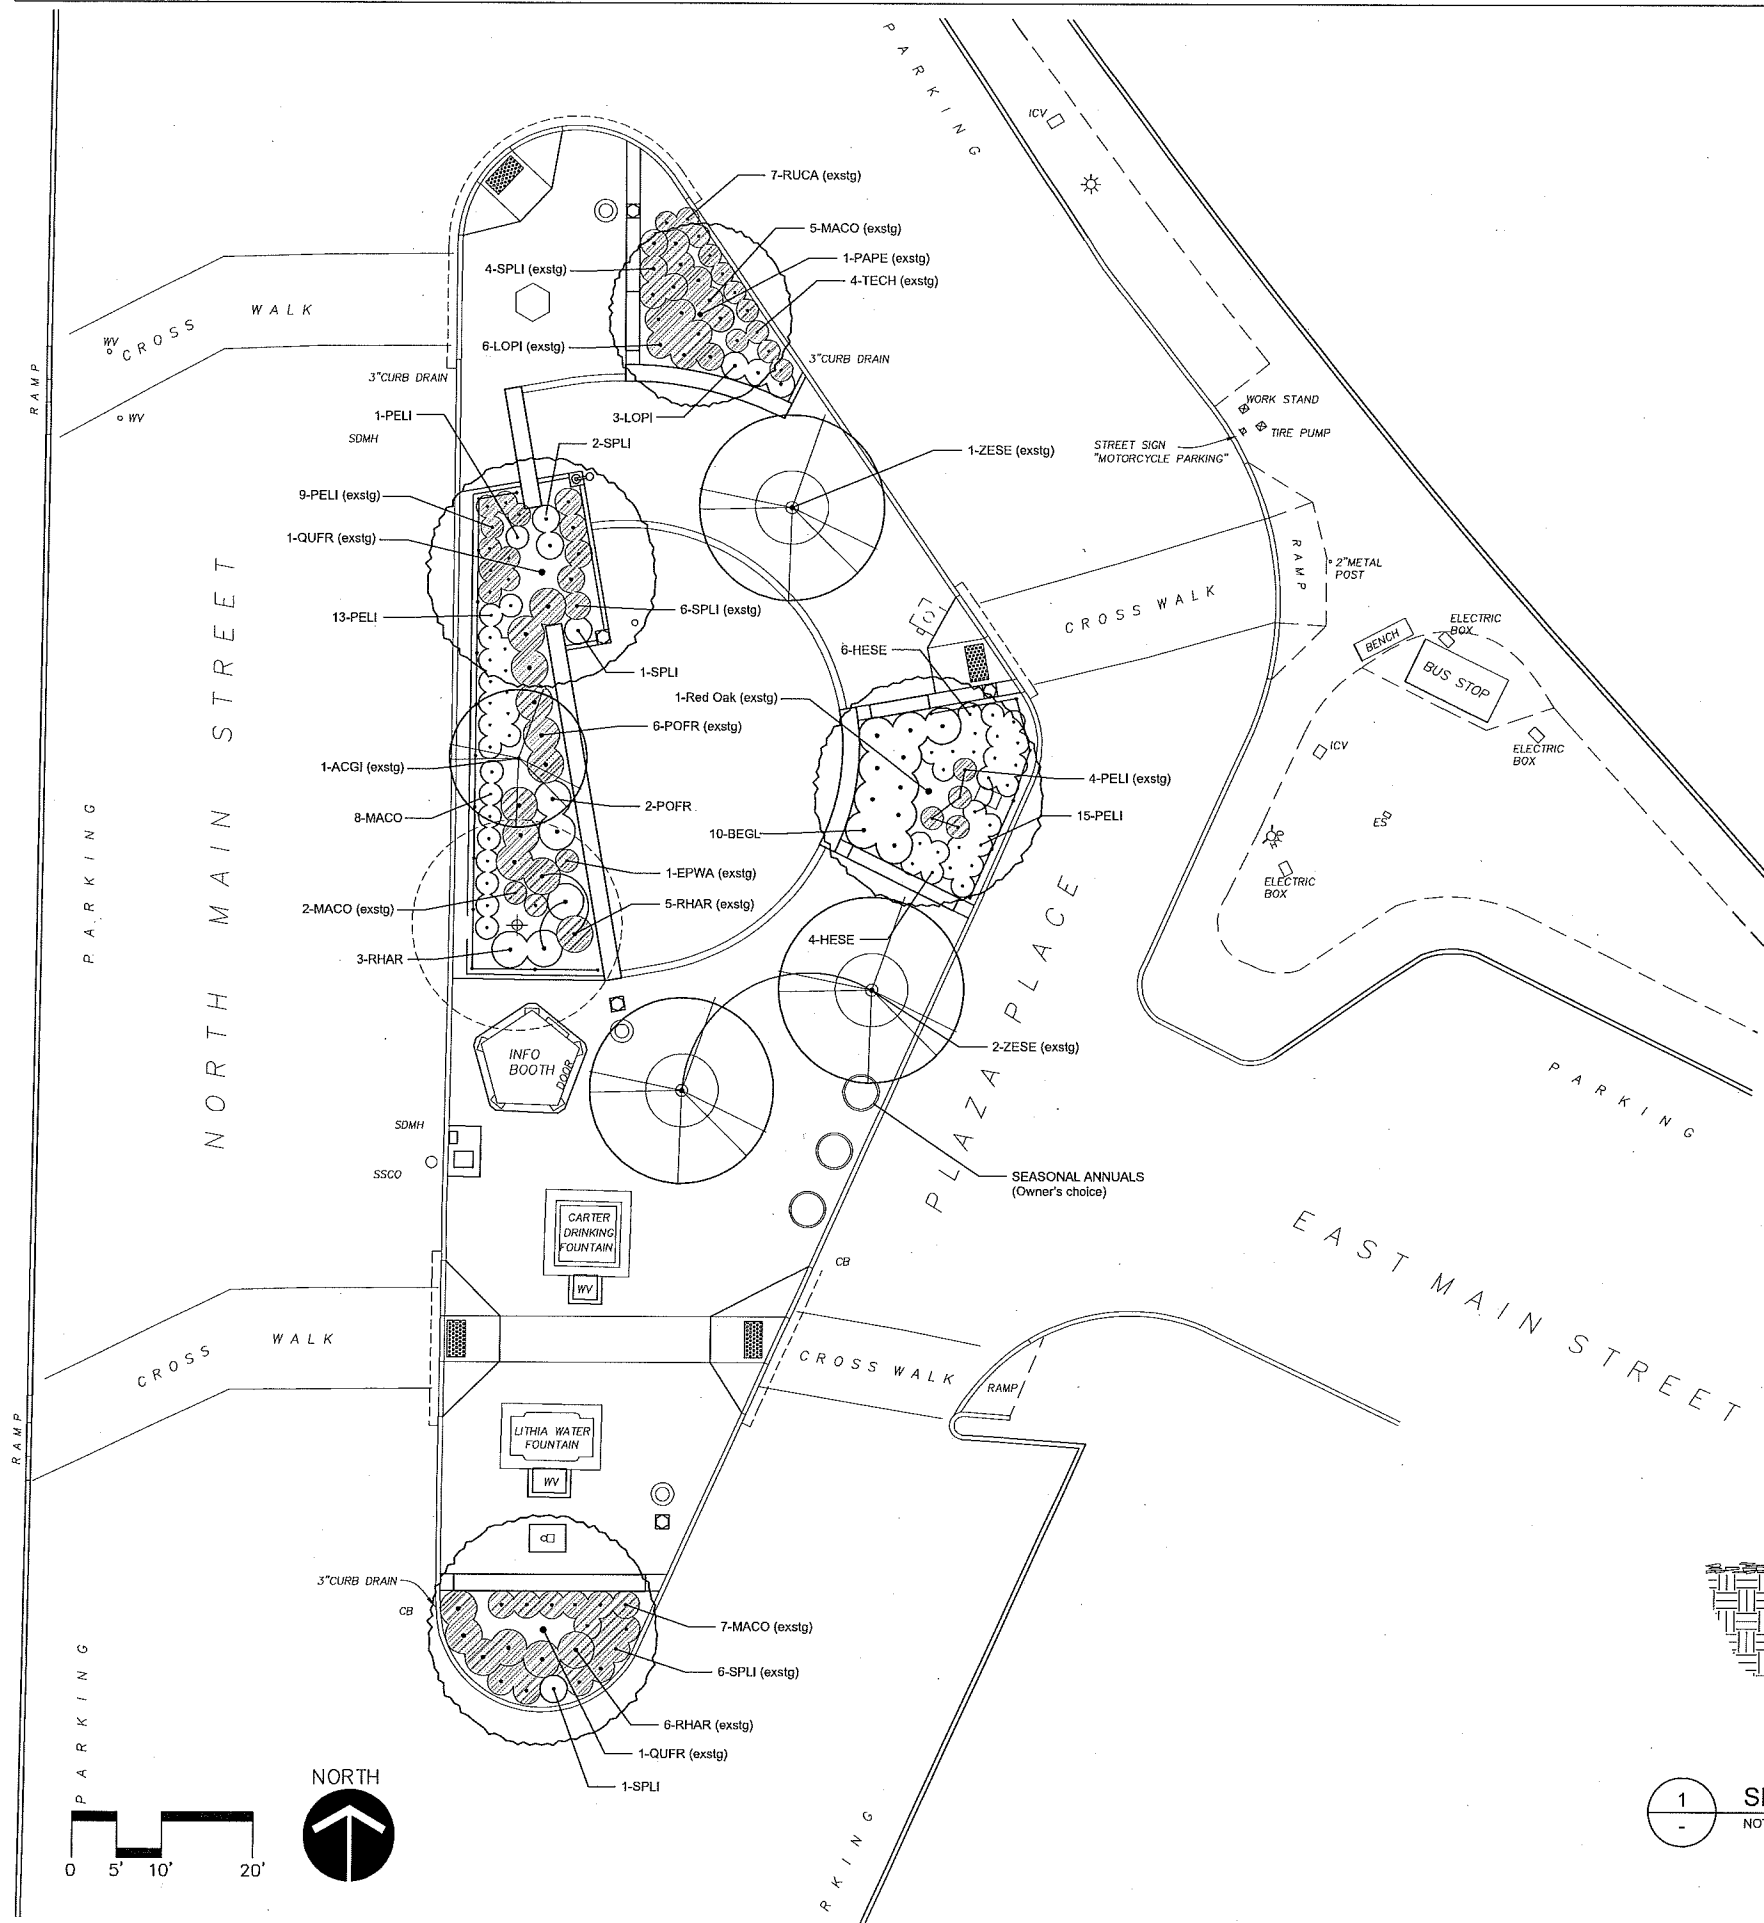 PARKING
ICV
7-RUCA (exstg)
5-MACO (exstg)
1-PAPE (exstg)
4-TECH (exstg)
4-SPLI (exstg)
6-LOPI (exstg)
3"CURB DRAIN
3-LOPI
CROSS WALK
WV
WV
RAMP
3"CURB DRAIN
SDMH
1-PELI
2-SPLI
9-PELI (exstg)
1-QUFR (exstg)
13-PELI
6-SPLI (exstg)
1-SPLI
1-ZESE (exstg)
STREET SIGN
"MOTORCYCLE PARKING"
WORK STAND
TIRE PUMP
RAMP
2"METAL
POST
CROSS WALK
BENCH
ELECTRIC
BOX
BUS STOP
ELECTRIC
BOX
ICV
ES
ELECTRIC
BOX
6-HESE
1-Red Oak (exstg)
6-POFR (exstg)
1-ACGI (exstg)
2-POFR
8-MACO
4-PELI (exstg)
15-PELI
10-BEGL
1-EPWA (exstg)
5-RHAR (exstg)
2-MACO (exstg)
3-RHAR
4-HESE
2-ZESE (exstg)
NORTH MAIN STREET
PARKING
PLAZA PLACE
INFO
BOOTH
DOOR
SDMH
SSCO
SEASONAL ANNUALS
(Owner's choice)
PARKING
EAST MAIN STREET
CARTER
DRINKING
FOUNTAIN
WV
CB
CROSS WALK
CROSS WALK
RAMP
RAMP
LITHIA WATER
FOUNTAIN
WV
3"CURB DRAIN
CB
7-MACO (exstg)
6-SPLI (exstg)
6-RHAR (exstg)
1-QUFR (exstg)
1-SPLI
PARKING
NORTH
0 5' 10' 20'
RKING
1
-